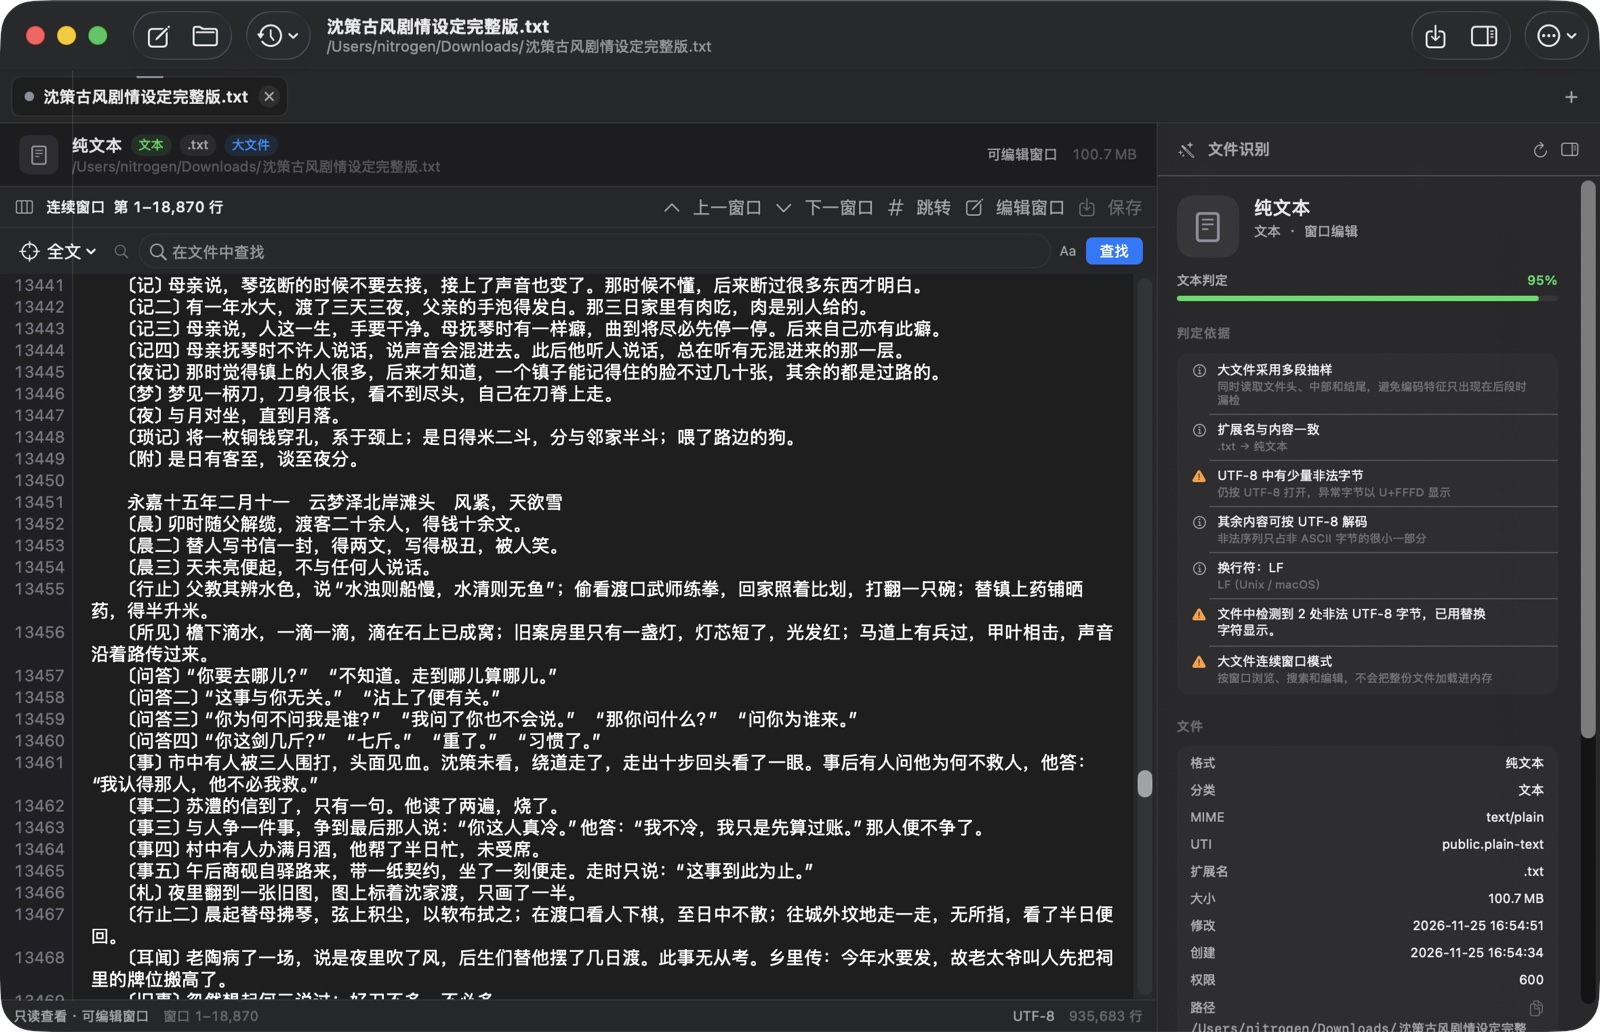 沈策古风剧情设定完整版.txt
/Users/nitrogen/Downloads/沈策古风剧情设定完整版.txt
沈策古风剧情设定完整版.txt
纯文本 文本 .txt 大文件
/Users/nitrogen/Downloads/沈策古风剧情设定完整版.txt
可编辑窗口 100.7 MB
连续窗口 第 1–18,870 行
上一窗口 下一窗口 # 跳转 编辑窗口 保存
全文 在文件中查找 Aa 查找
13441 〔记〕母亲说，琴弦断的时候不要去接，接上了声音也变了。那时候不懂，后来断过很多东西才明白。
13442 〔记二〕有一年水大，渡了三天三夜，父亲的手泡得发白。那三日家里有肉吃，肉是别人给的。
13443 〔记三〕母亲说，人这一生，手要干净。母抚琴时有一样癖，曲到将尽必先停一停。后来自己亦有此癖。
13444 〔记四〕母亲抚琴时不许人说话，说声音会混进去。此后他听人说话，总在听有无混进来的那一层。
13445 〔夜记〕那时觉得镇上的人很多，后来才知道，一个镇子能记得住的脸不过几十张，其余的都是过路的。
13446 〔梦〕梦见一柄刀，刀身很长，看不到尽头，自己在刀脊上走。
13447 〔夜〕与月对坐，直到月落。
13448 〔琐记〕将一枚铜钱穿孔，系于颈上；是日得米二斗，分与邻家半斗；喂了路边的狗。
13449 〔附〕是日有客至，谈至夜分。
13450
13451 永嘉十五年二月十一　云梦泽北岸滩头　风紧，天欲雪
13452 〔晨〕卯时随父解缆，渡客二十余人，得钱十余文。
13453 〔晨二〕替人写书信一封，得两文，写得极丑，被人笑。
13454 〔晨三〕天未亮便起，不与任何人说话。
13455 〔行止〕父教其辨水色，说“水浊则船慢，水清则无鱼”；偷看渡口武师练拳，回家照着比划，打翻一只碗；替镇上药铺晒
药，得半升米。
13456 〔所见〕檐下滴水，一滴一滴，滴在石上已成窝；旧案房里只有一盏灯，灯芯短了，光发红；马道上有兵过，甲叶相击，声音
沿着路传过来。
13457 〔问答〕“你要去哪儿？”　“不知道。走到哪儿算哪儿。”
13458 〔问答二〕“这事与你无关。”　“沾上了便有关。”
13459 〔问答三〕“你为何不问我是谁？”　“我问了你也不会说。”　“那你问什么？”　“问你为谁来。”
13460 〔问答四〕“你这剑几斤？”　“七斤。”　“重了。”　“习惯了。”
13461 〔事〕市中有人被三人围打，头面见血。沈策未看，绕道走了，走出十步回头看了一眼。事后有人问他为何不救人，他答：
“我认得那人，他不必我救。”
13462 〔事二〕苏澧的信到了，只有一句。他读了两遍，烧了。
13463 〔事三〕与人争一件事，争到最后那人说：“你这人真冷。”他答：“我不冷，我只是先算过账。”那人便不争了。
13464 〔事四〕村中有人办满月酒，他帮了半日忙，未受席。
13465 〔事五〕午后商砚自驿路来，带一纸契约，坐了一刻便走。走时只说：“这事到此为止。”
13466 〔札〕夜里翻到一张旧图，图上标着沈家渡，只画了一半。
13467 〔行止二〕晨起替母拂琴，弦上积尘，以软布拭之；在渡口看人下棋，至日中不散；往城外坟地走一走，无所指，看了半日便
回。
13468 〔耳闻〕老陶病了一场，说是夜里吹了风，后生们替他摆了几日渡。此事无从考。乡里传：今年水要发，故老太爷叫人先把祠
里的牌位搬高了。
只读查看 · 可编辑窗口 窗口 1–18,870
UTF-8 935,683 行
文件识别
纯文本
文本 · 窗口编辑
文本判定 95%
判定依据
大文件采用多段抽样
同时读取文件头、中部和结尾，避免编码特征只出现在后段时
漏检
扩展名与内容一致
.txt → 纯文本
UTF-8 中有少量非法字节
仍按 UTF-8 打开，异常字节以 U+FFFD 显示
其余内容可按 UTF-8 解码
非法序列只占非 ASCII 字节的很小一部分
换行符：LF
LF (Unix / macOS)
文件中检测到 2 处非法 UTF-8 字节，已用替换
字符显示。
大文件连续窗口模式
按窗口浏览、搜索和编辑，不会把整份文件加载进内存
文件
格式 纯文本
分类 文本
MIME text/plain
UTI public.plain-text
扩展名 .txt
大小 100.7 MB
修改 2026-11-25 16:54:51
创建 2026-11-25 16:54:34
权限 600
路径
/Users/nitrogen/Downloads/沈策古风剧情设定完整